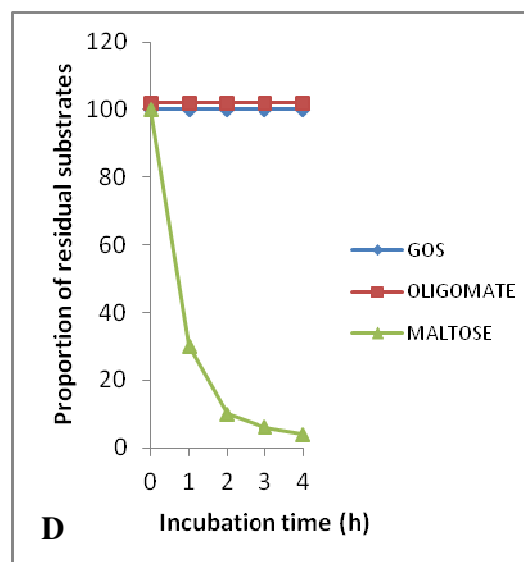 120
100
80
60
40
20
0
Proportion of residual substrates
0 1 2 3 4
Incubation time (h)
GOS
OLIGOMATE
MALTOSE
D